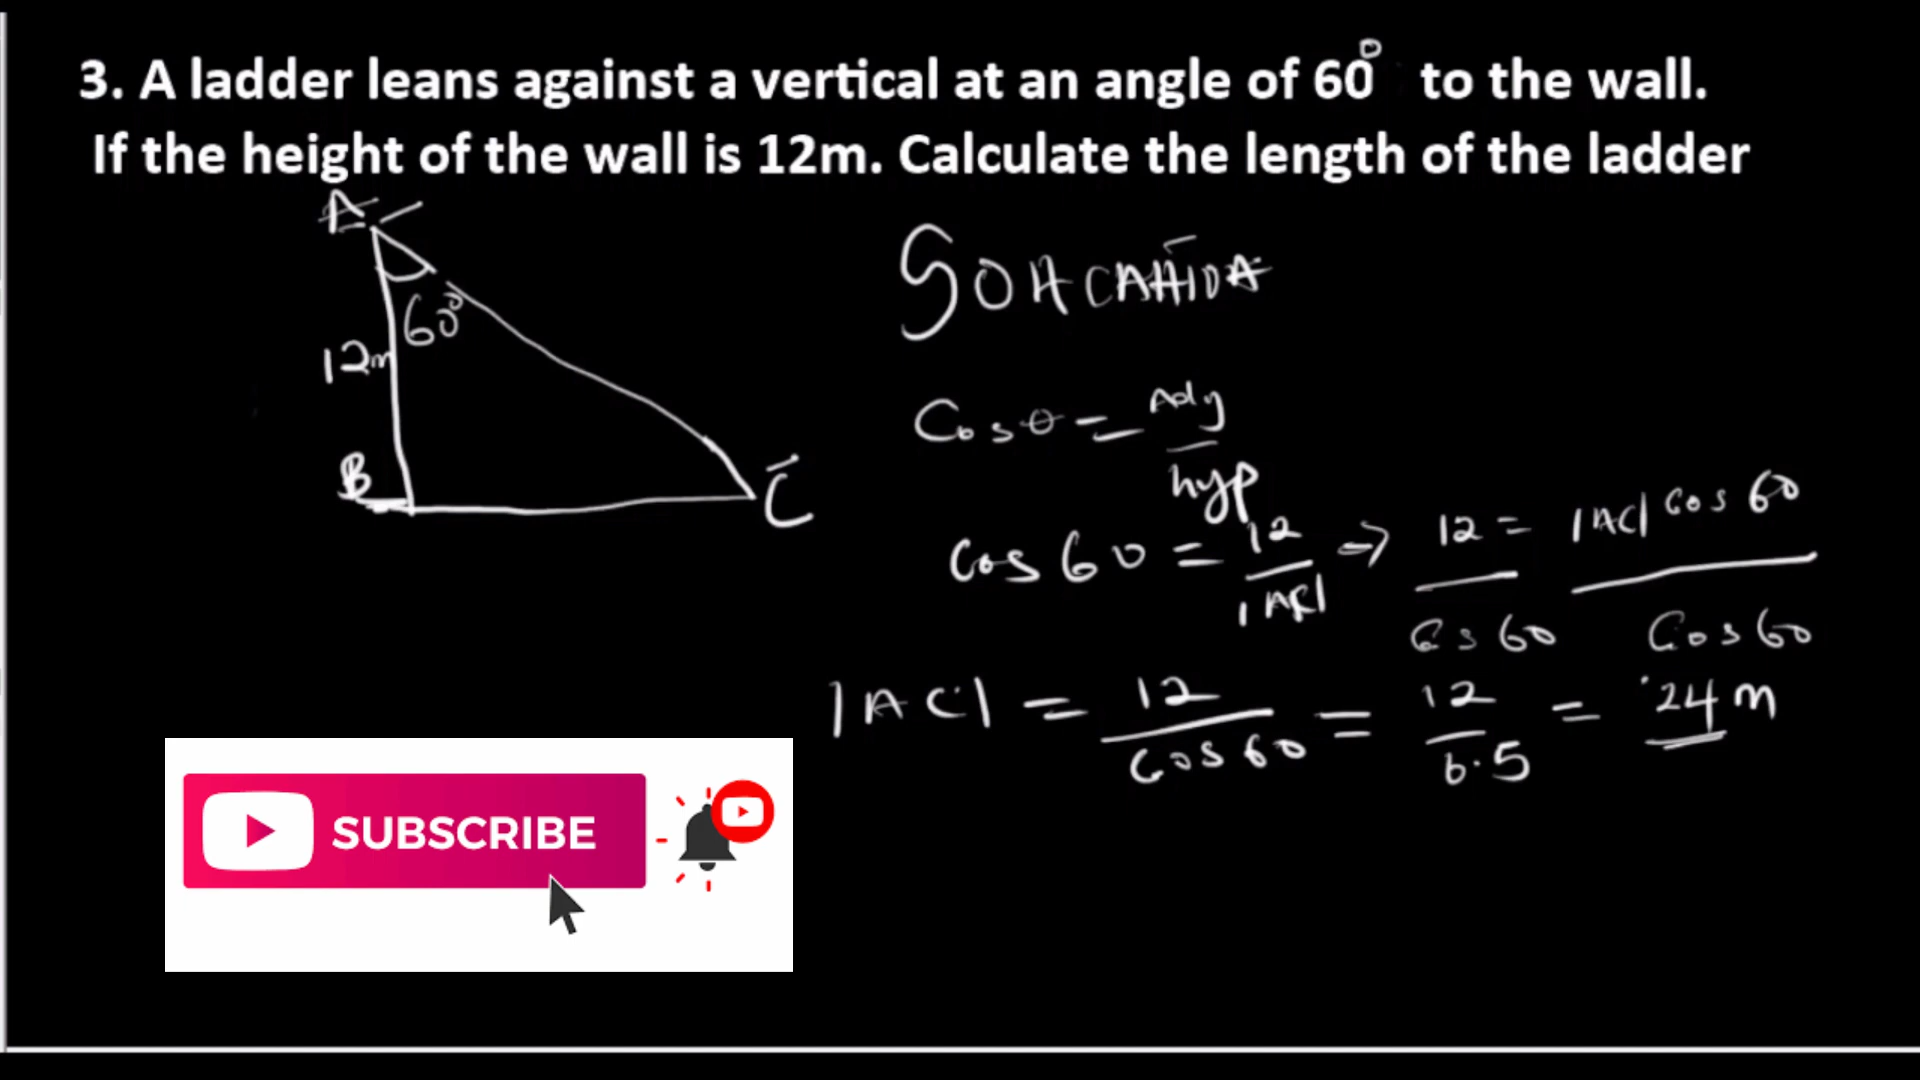 3. A ladder leans against a vertical at an angle of 60° to the wall.
If the height of the wall is 12m. Calculate the length of the ladder
A
60°
12m
B
C
SOHCAHTOA
Cosθ = Adj
hyp
Cos 60 = 12 ⇒ 12 = |AC| cos 60
|AC| Cos 60 Cos 60
|AC| = 12 = 12 = 24 m
Cos 60 0.5
SUBSCRIBE